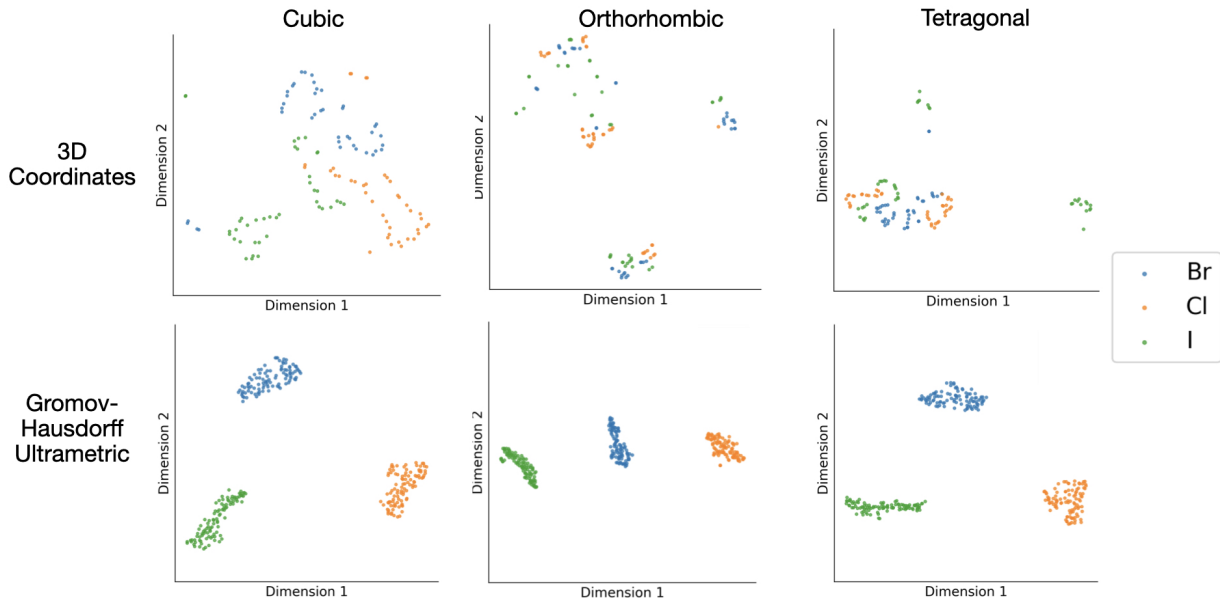 Cubic
Orthorhombic
Tetragonal
3D
Coordinates
Dimension 2
Dimension 1
Dimension 2
Dimension 1
Dimension 2
Dimension 1
Br
Cl
I
Gromov-
Hausdorff
Ultrametric
Dimension 2
Dimension 1
Dimension 2
Dimension 1
Dimension 2
Dimension 1